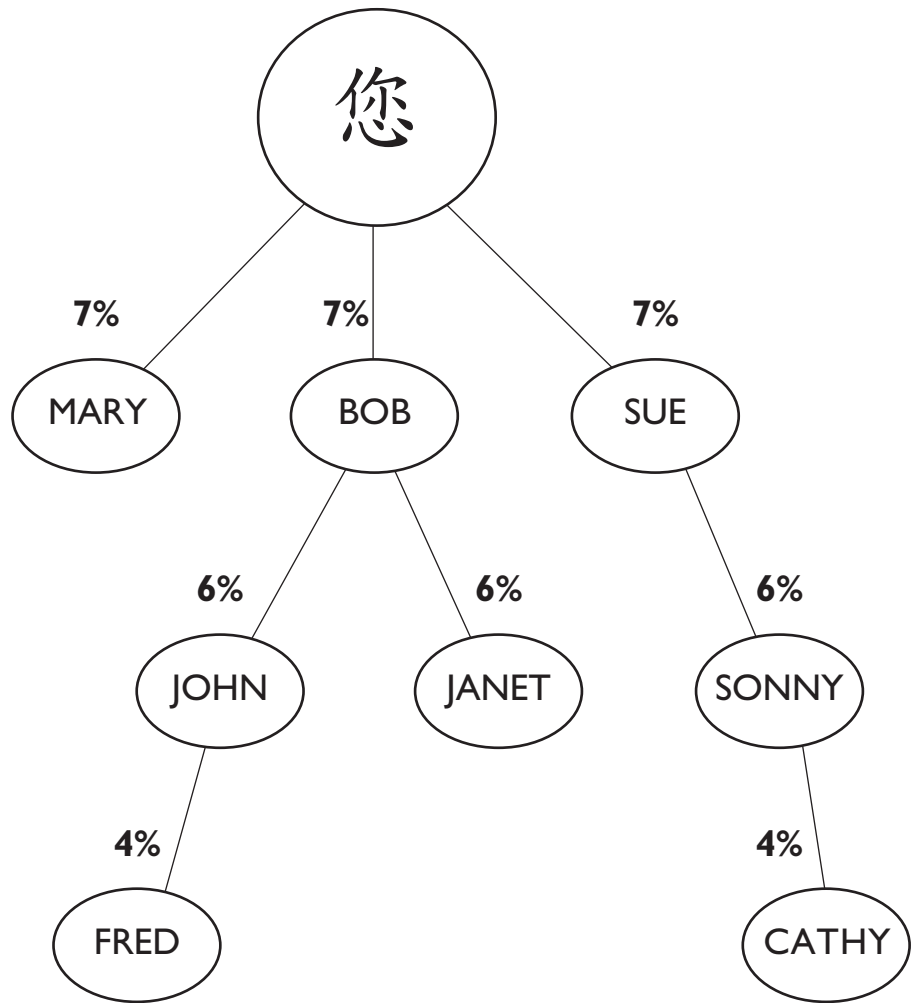 您
7% 7% 7%
MARY BOB SUE
6% 6% 6%
JOHN JANET SONNY
4% 4%
FRED CATHY